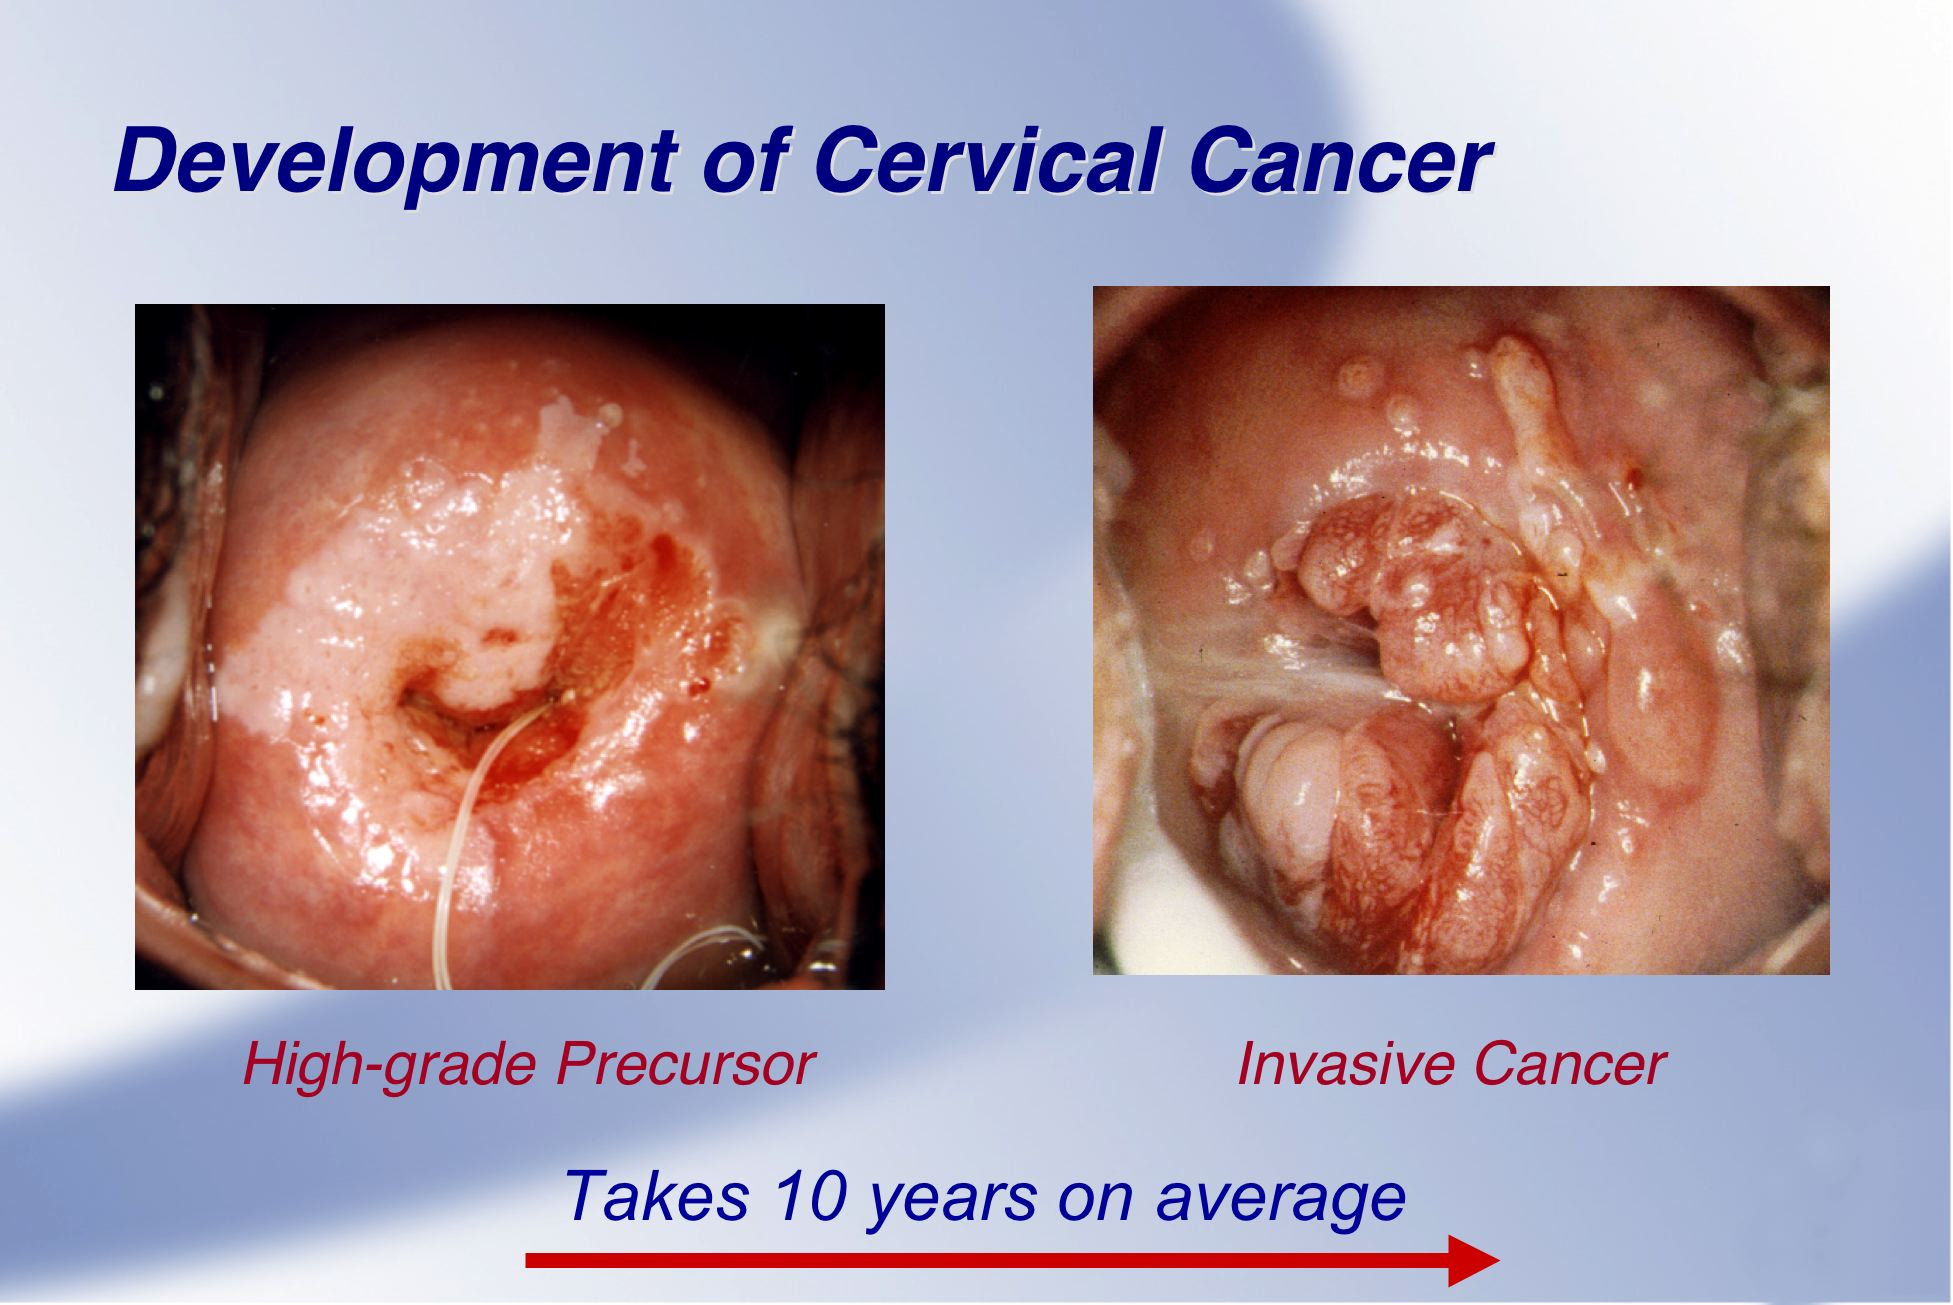 Development of Cervical Cancer
High-grade Precursor
Invasive Cancer
Takes 10 years on average